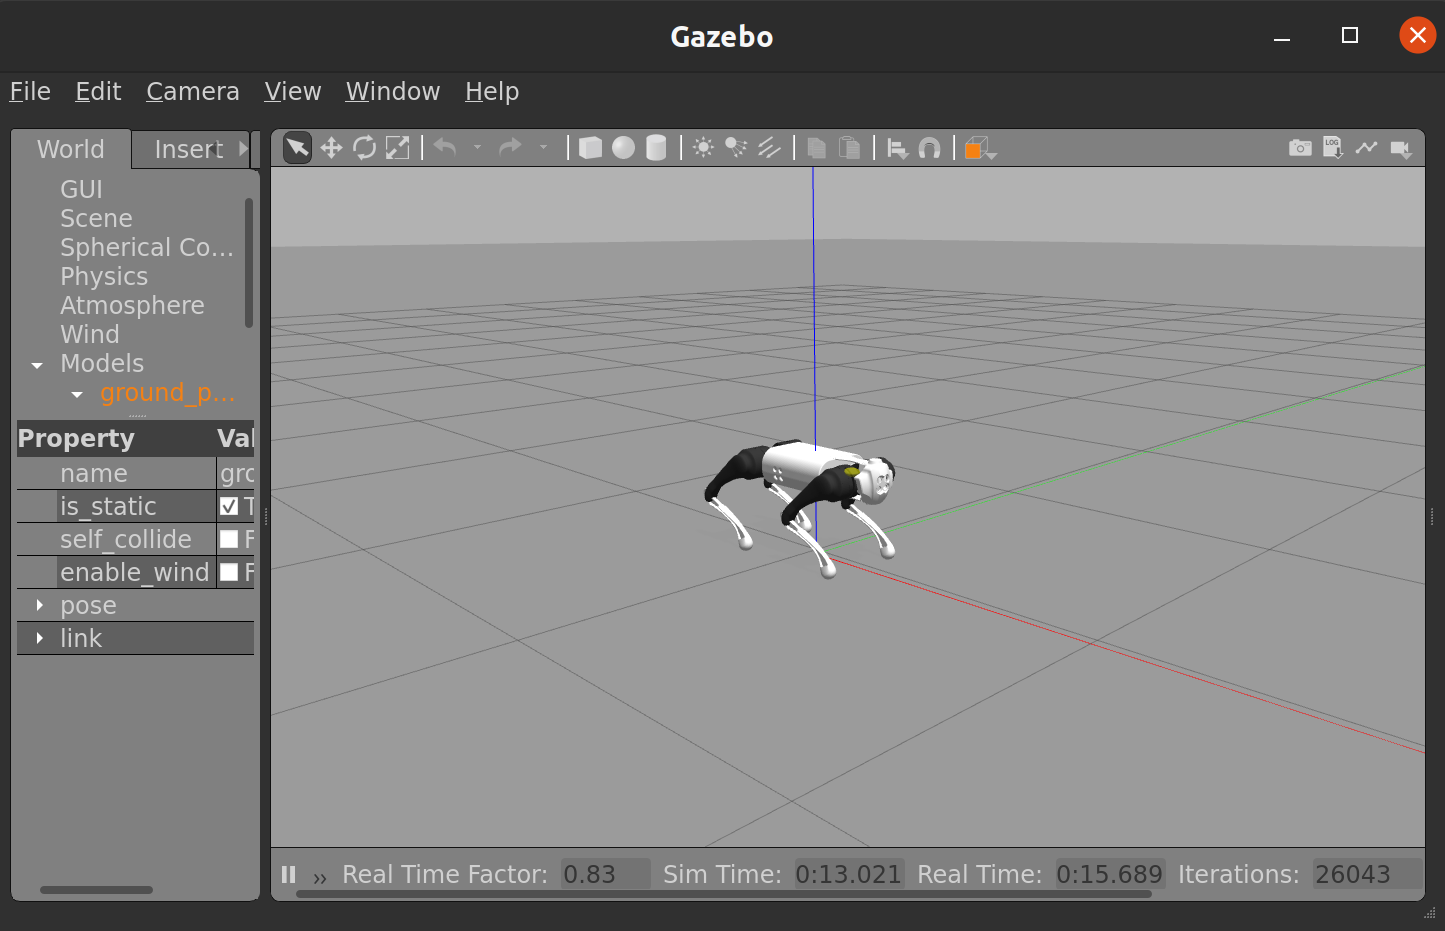 Gazebo
File Edit Camera View Window Help
World Insert
LOG
GUI
Scene
Spherical Co...
Physics
Atmosphere
Wind
Models
ground_p...
Property Val
name gro
is_static T
self_collide F
enable_wind F
pose
link
Real Time Factor: 0.83 Sim Time: 0:13.021 Real Time: 0:15.689 Iterations: 26043